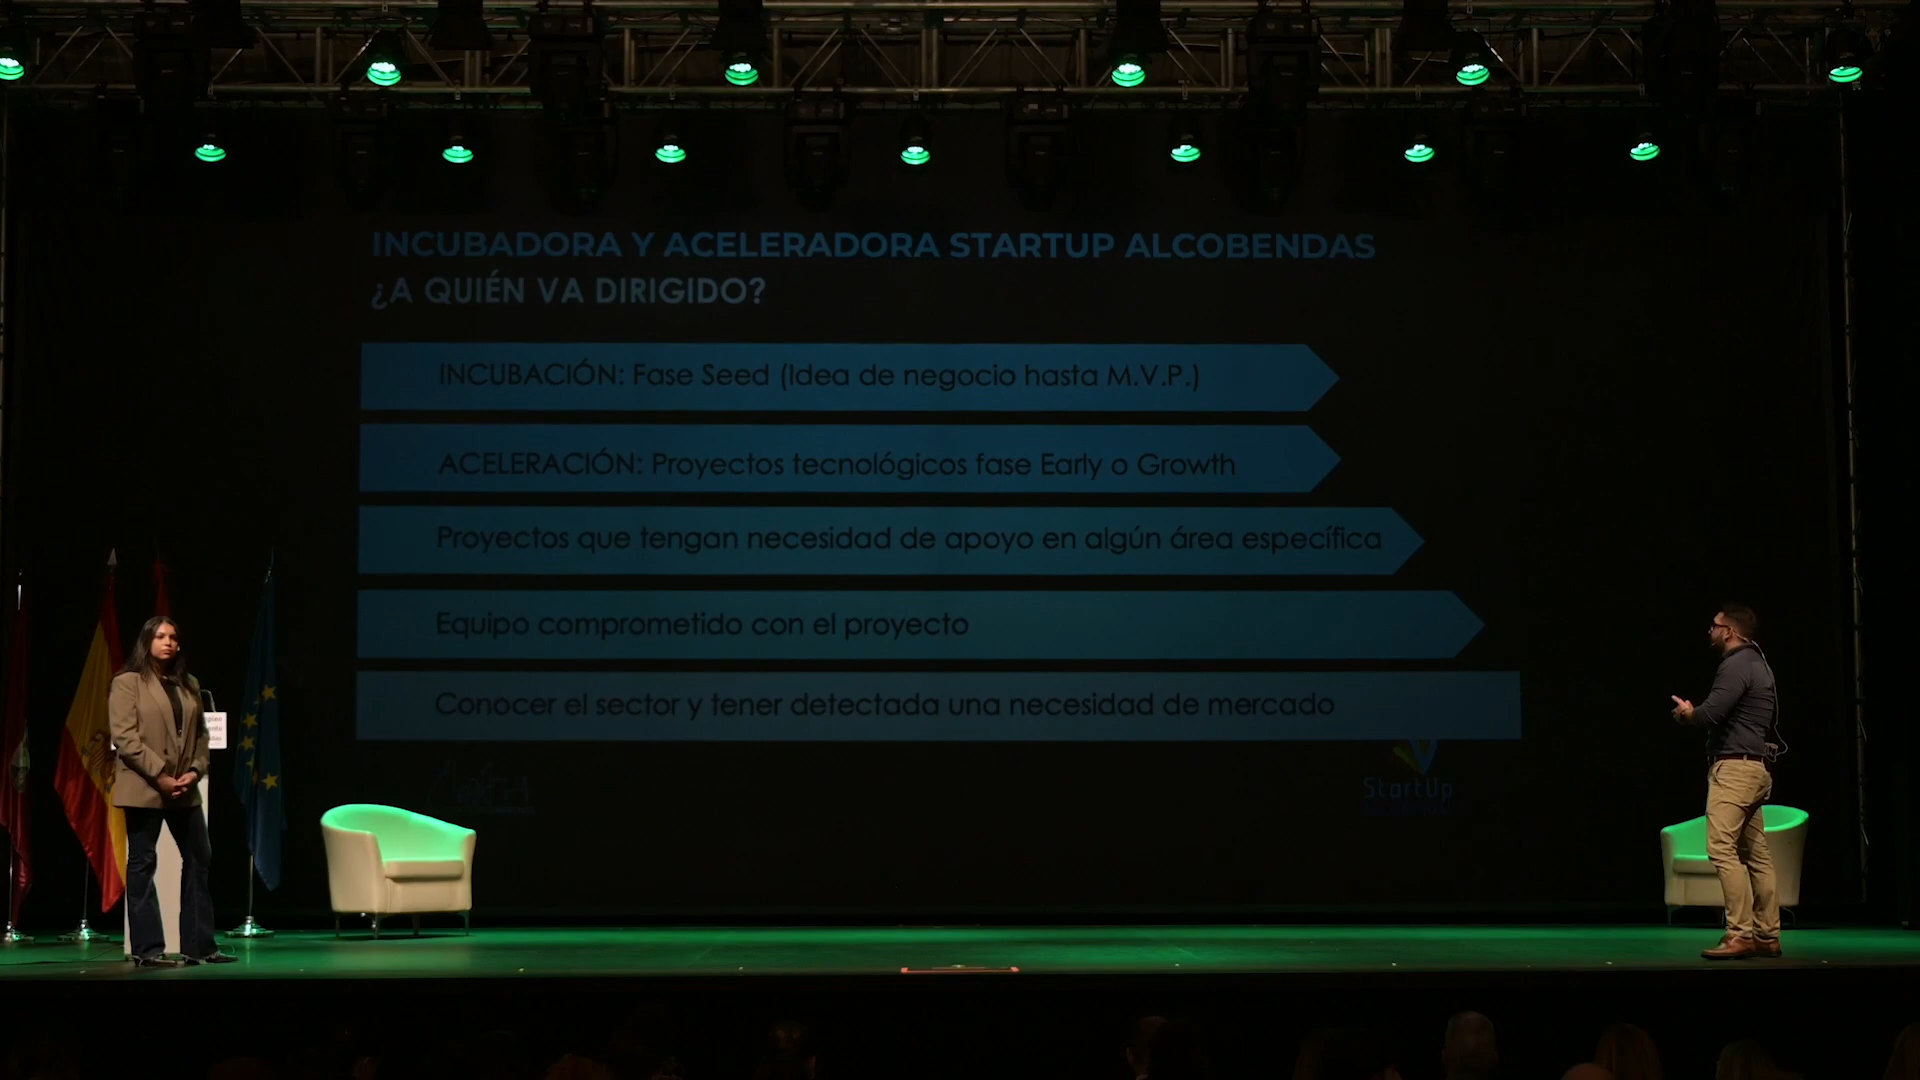 INCUBADORA Y ACELERADORA STARTUP ALCOBENDAS
¿A QUIÉN VA DIRIGIDO?
INCUBACIÓN: Fase Seed (Idea de negocio hasta M.V.P.)
ACELERACIÓN: Proyectos tecnológicos fase Early o Growth
Proyectos que tengan necesidad de apoyo en algún área específica
Equipo comprometido con el proyecto
Conocer el sector y tener detectada una necesidad de mercado
StartUp